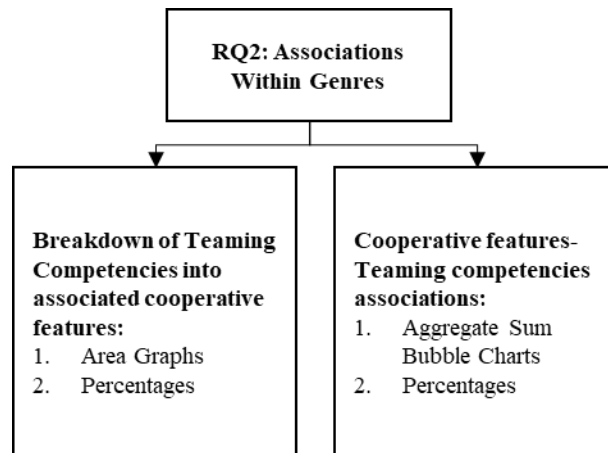 RQ2: Associations
Within Genres
Breakdown of Teaming
Competencies into
associated cooperative
features:
1. Area Graphs
2. Percentages
Cooperative features-
Teaming competencies
associations:
1. Aggregate Sum
Bubble Charts
2. Percentages